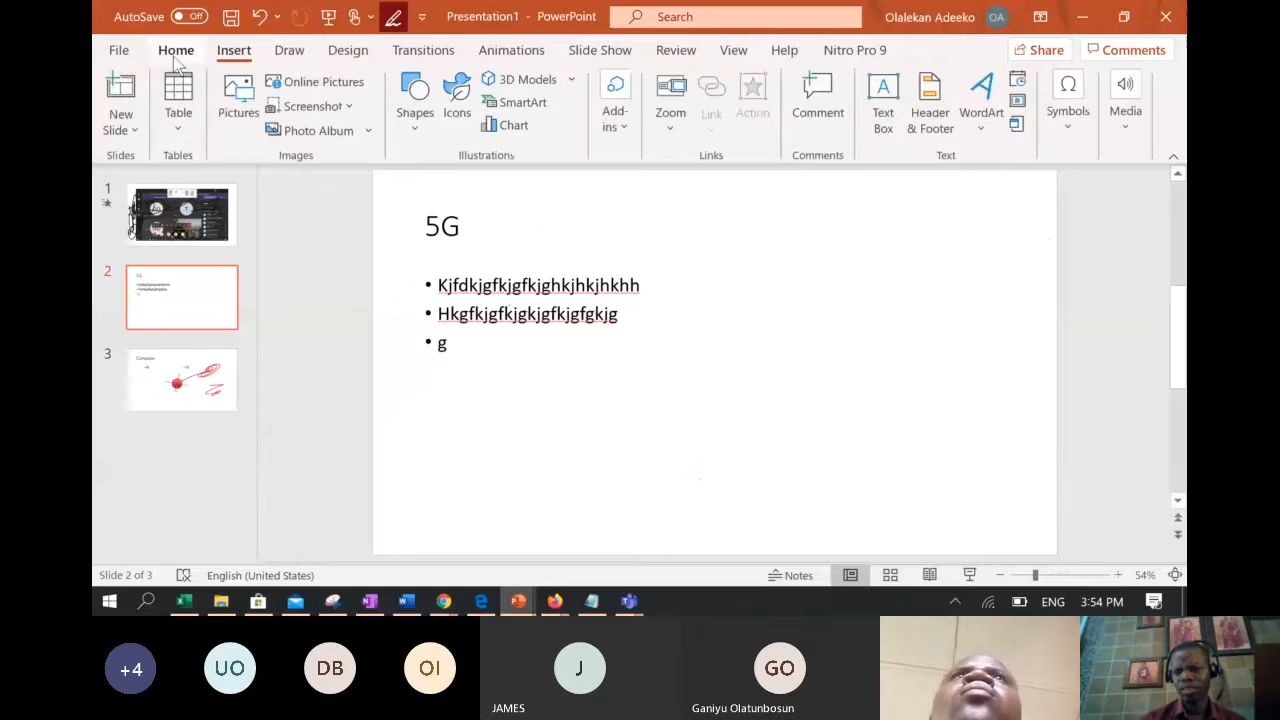 AutoSave Off Presentation1 - PowerPoint Search Olalekan Adeeko OA
File Home Insert Draw Design Transitions Animations Slide Show Review View Help Nitro Pro 9 Share Comments
New Slide Table Pictures Online Pictures Screenshot Photo Album Shapes Icons 3D Models SmartArt Chart Add-ins Zoom Link Action Comment Text Box Header & Footer WordArt Symbols Media
Slides Tables Images Illustrations Links Comments Text
1
2
3
5G
• Kjfdkjgfkjgfkjghkjhkjhkhh
• Hkgfkjgfkjgkjgfkjgfgkjg
• g
Slide 2 of 3 English (United States) Notes 54%
ENG 3:54 PM
+4 UO DB OI J GO
JAMES Ganiyu Olatunbosun